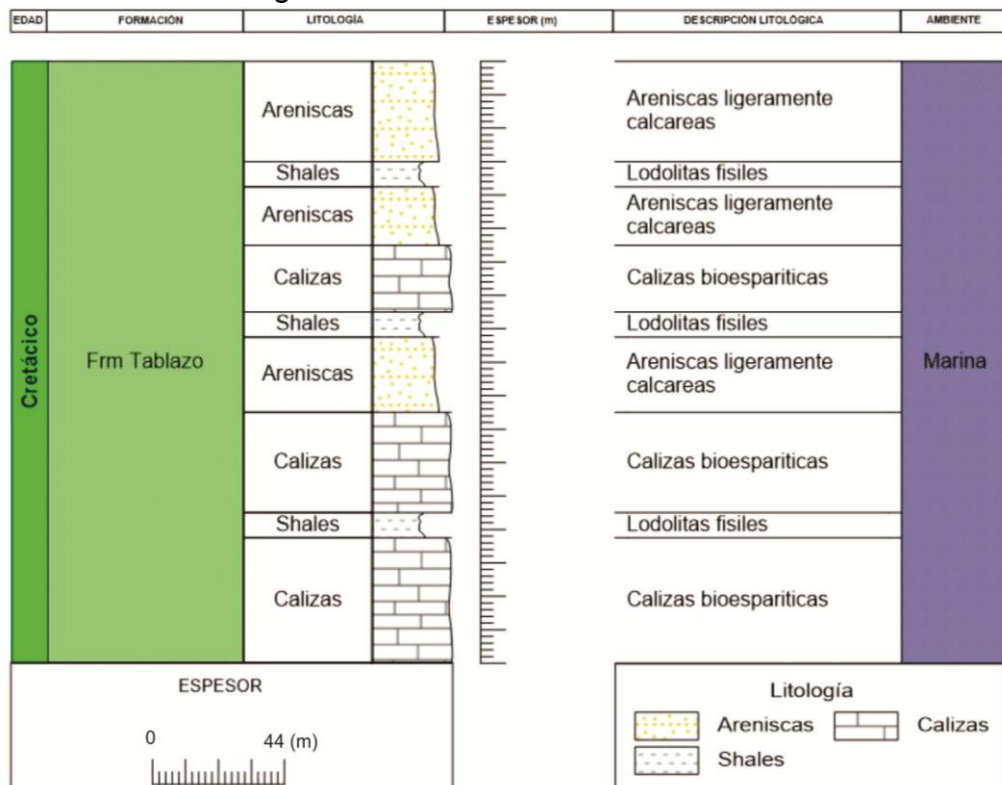 EDAD
FORMACIÓN
LITOLOGÍA
ESPESOR (m)
DESCRIPCIÓN LITOLÓGICA
AMBIENTE
Cretácico
Frm Tablazo
Areniscas
Areniscas ligeramente
calcareas
Shales
Lodolitas fisiles
Areniscas
Areniscas ligeramente
calcareas
Calizas
Calizas bioespariticas
Shales
Lodolitas fisiles
Areniscas
Areniscas ligeramente
calcareas
Marina
Calizas
Calizas bioespariticas
Shales
Lodolitas fisiles
Calizas
Calizas bioespariticas
ESPESOR
0 44 (m)
Litología
Areniscas
Calizas
Shales